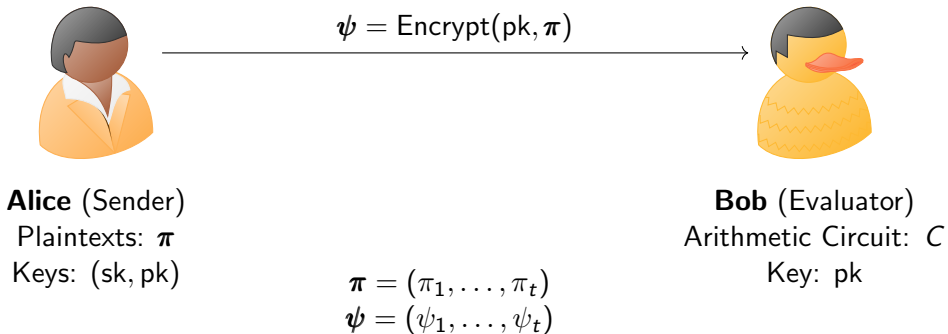 𝝍 = Encrypt(pk, 𝝅)
Alice (Sender)
Plaintexts: 𝝅
Keys: (sk, pk)
Bob (Evaluator)
Arithmetic Circuit: C
Key: pk
𝝅 = (π₁, . . . , πₜ)
𝝍 = (ψ₁, . . . , ψₜ)